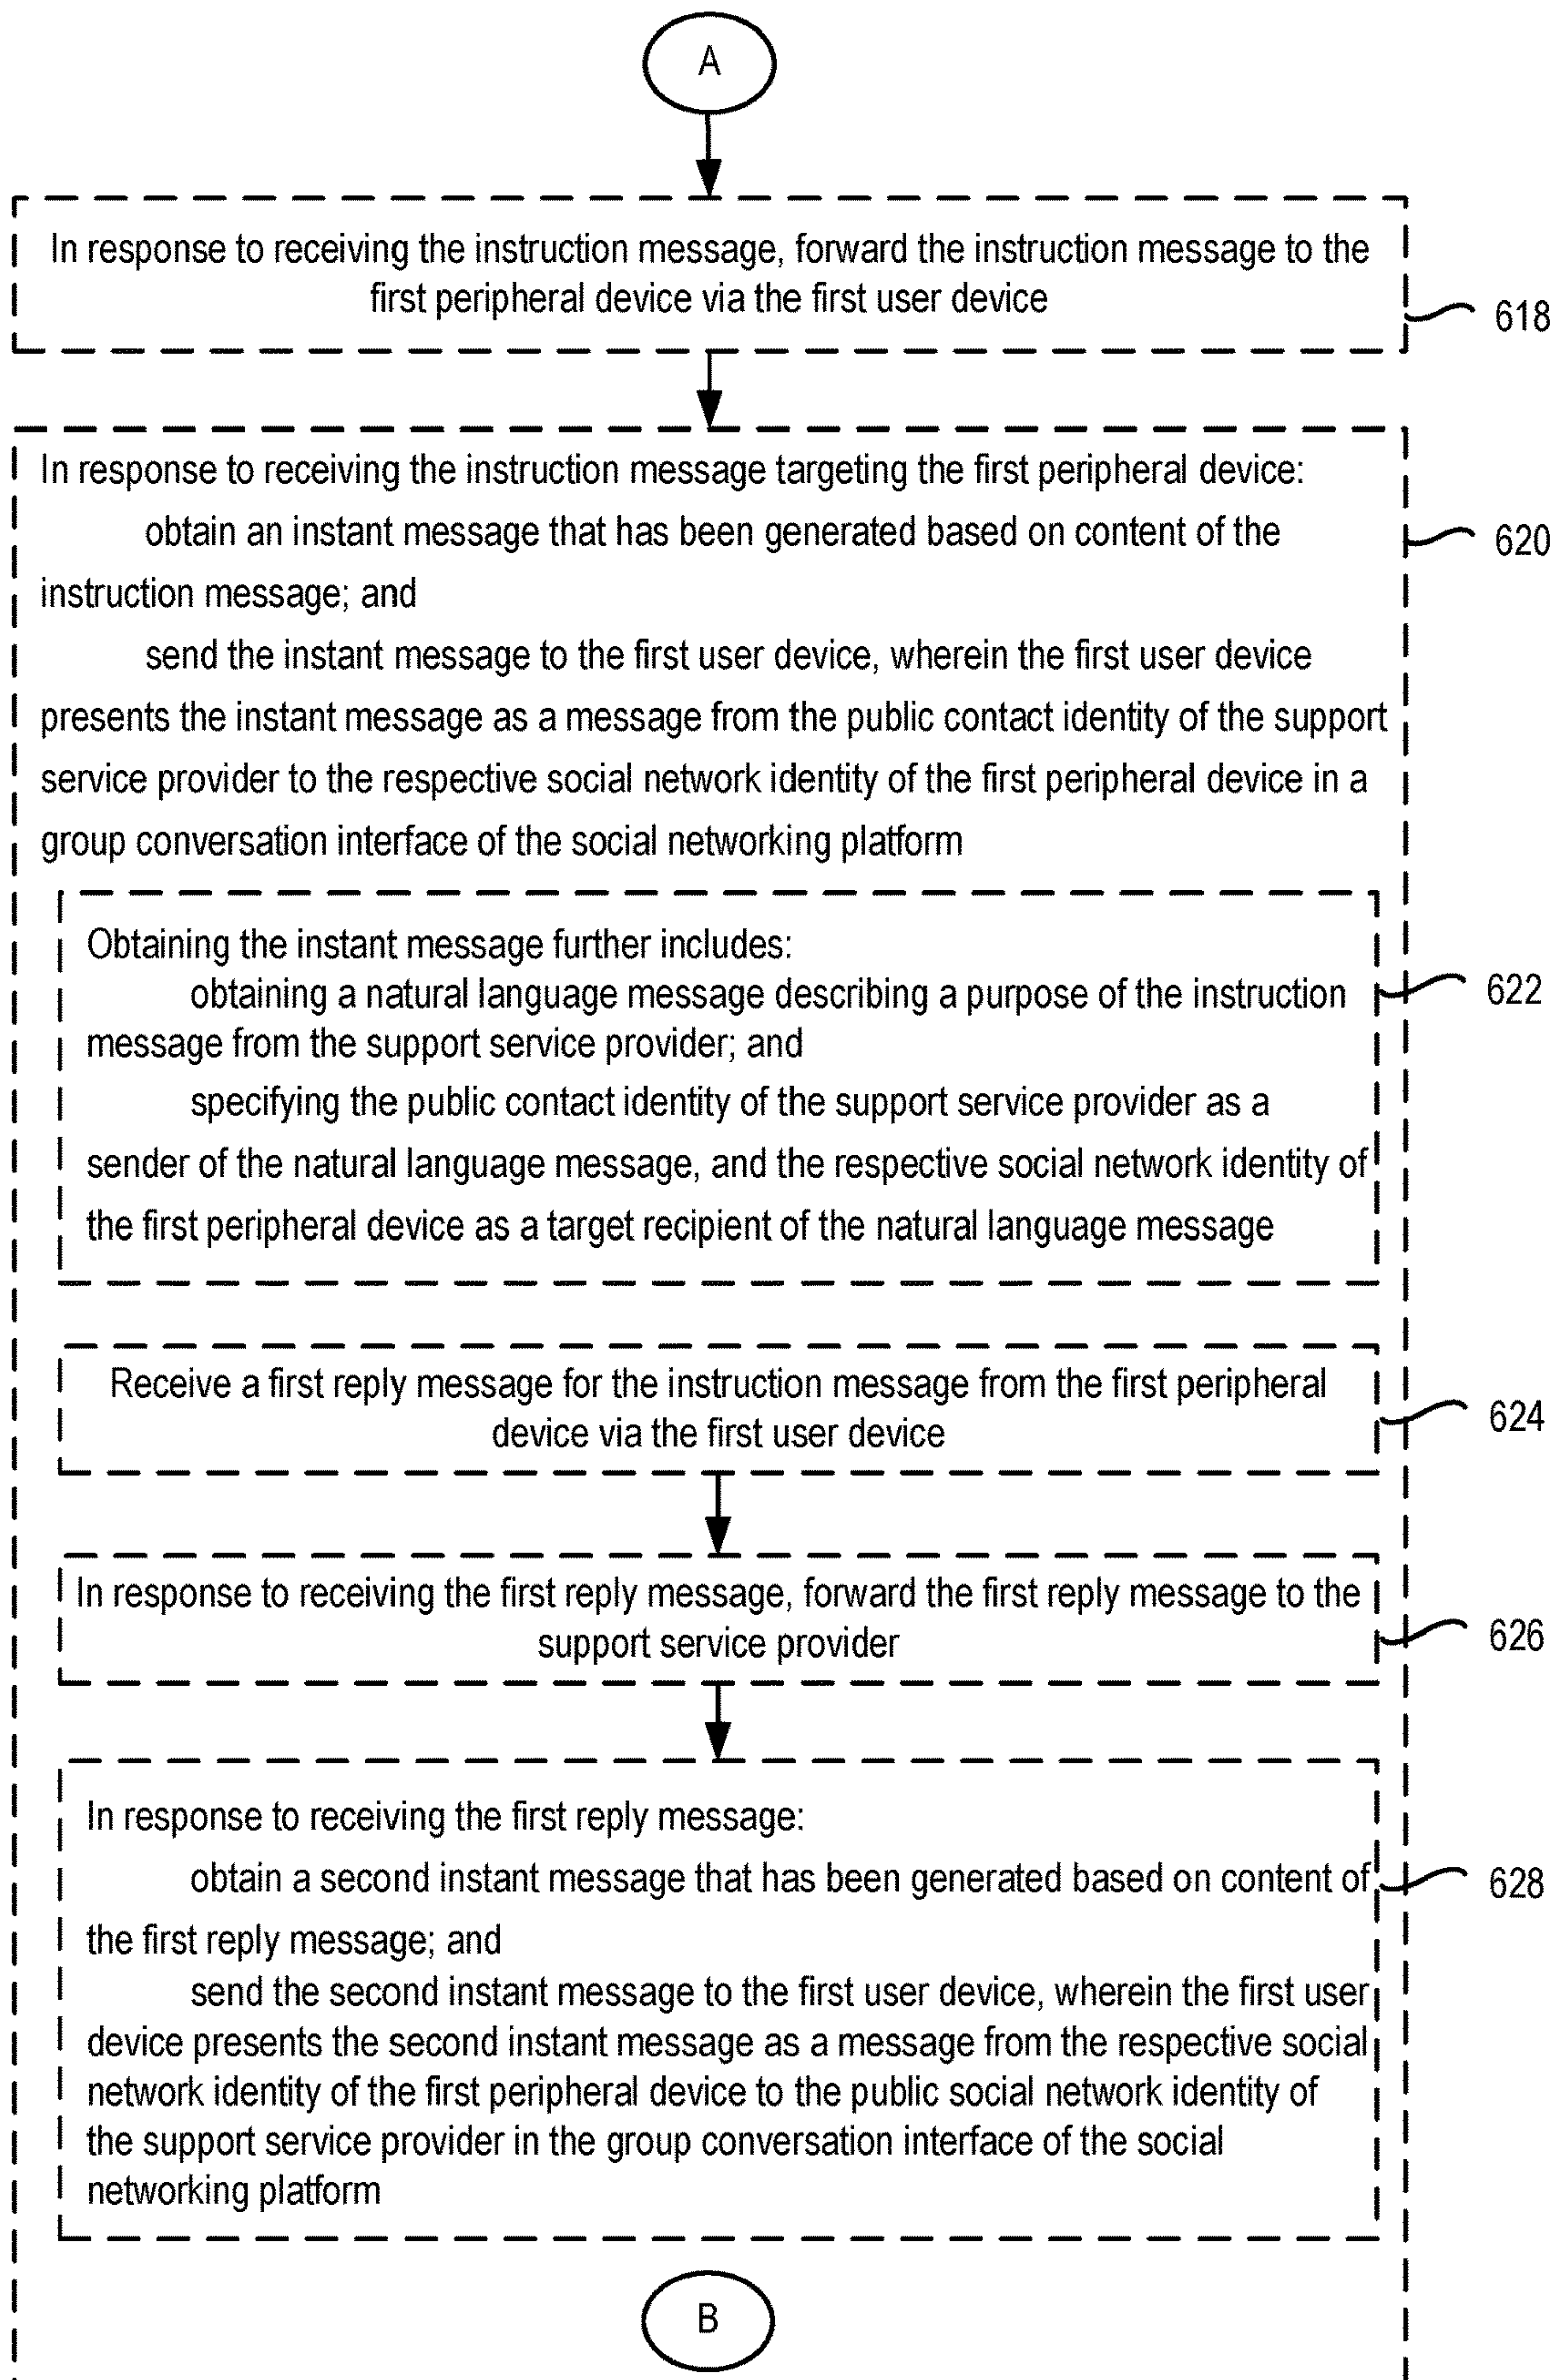 A
In response to receiving the instruction message, forward the instruction message to the
first peripheral device via the first user device
618
In response to receiving the instruction message targeting the first peripheral device:
obtain an instant message that has been generated based on content of the
620
instruction message; and
send the instant message to the first user device, wherein the first user device
presents the instant message as a message from the public contact identity of the support
service provider to the respective social network identity of the first peripheral device in a
group conversation interface of the social networking platform
Obtaining the instant message further includes:
obtaining a natural language message describing a purpose of the instruction
622
message from the support service provider; and
specifying the public contact identity of the support service provider as a
sender of the natural language message, and the respective social network identity of
the first peripheral device as a target recipient of the natural language message
Receive a first reply message for the instruction message from the first peripheral
device via the first user device
624
In response to receiving the first reply message, forward the first reply message to the
support service provider
626
In response to receiving the first reply message:
obtain a second instant message that has been generated based on content of
628
the first reply message; and
send the second instant message to the first user device, wherein the first user
device presents the second instant message as a message from the respective social
network identity of the first peripheral device to the public social network identity of
the support service provider in the group conversation interface of the social
networking platform
B